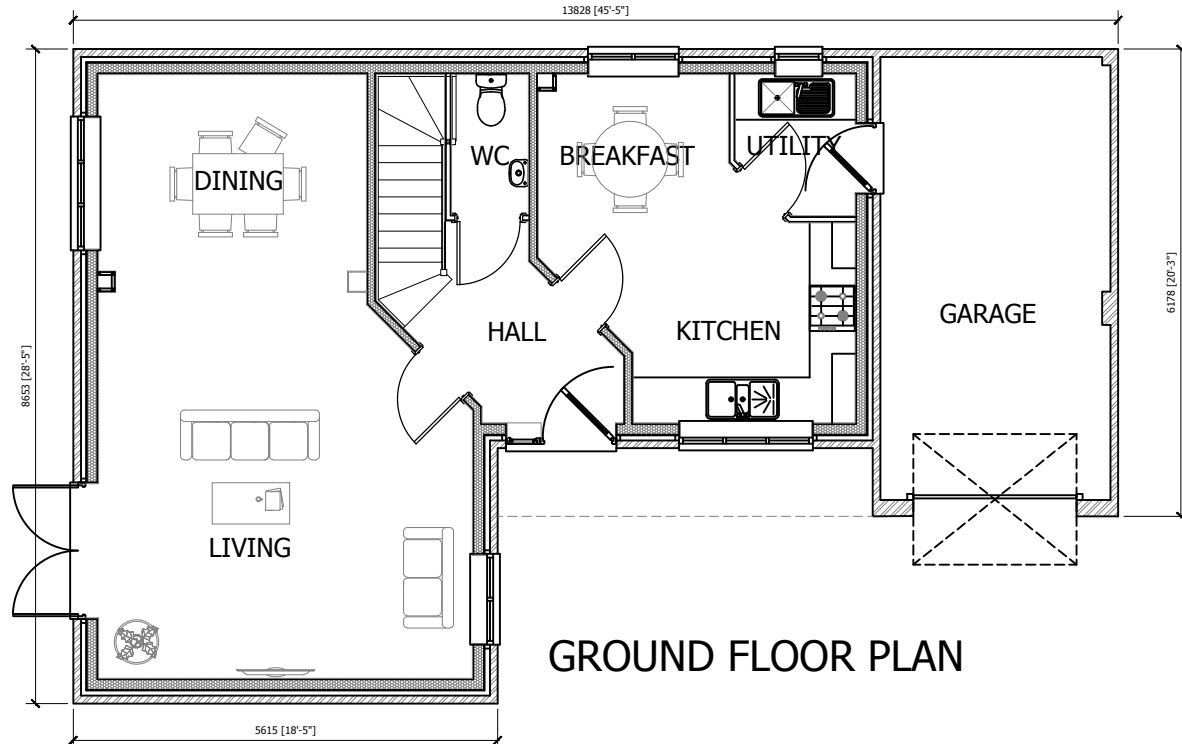 13828 [45'-5"]
WC
BREAKFAST
UTILITY
DINING
6178 [20'-3"]
GARAGE
HALL
KITCHEN
8653 [28'-5"]
LIVING
GROUND FLOOR PLAN
5615 [18'-5"]